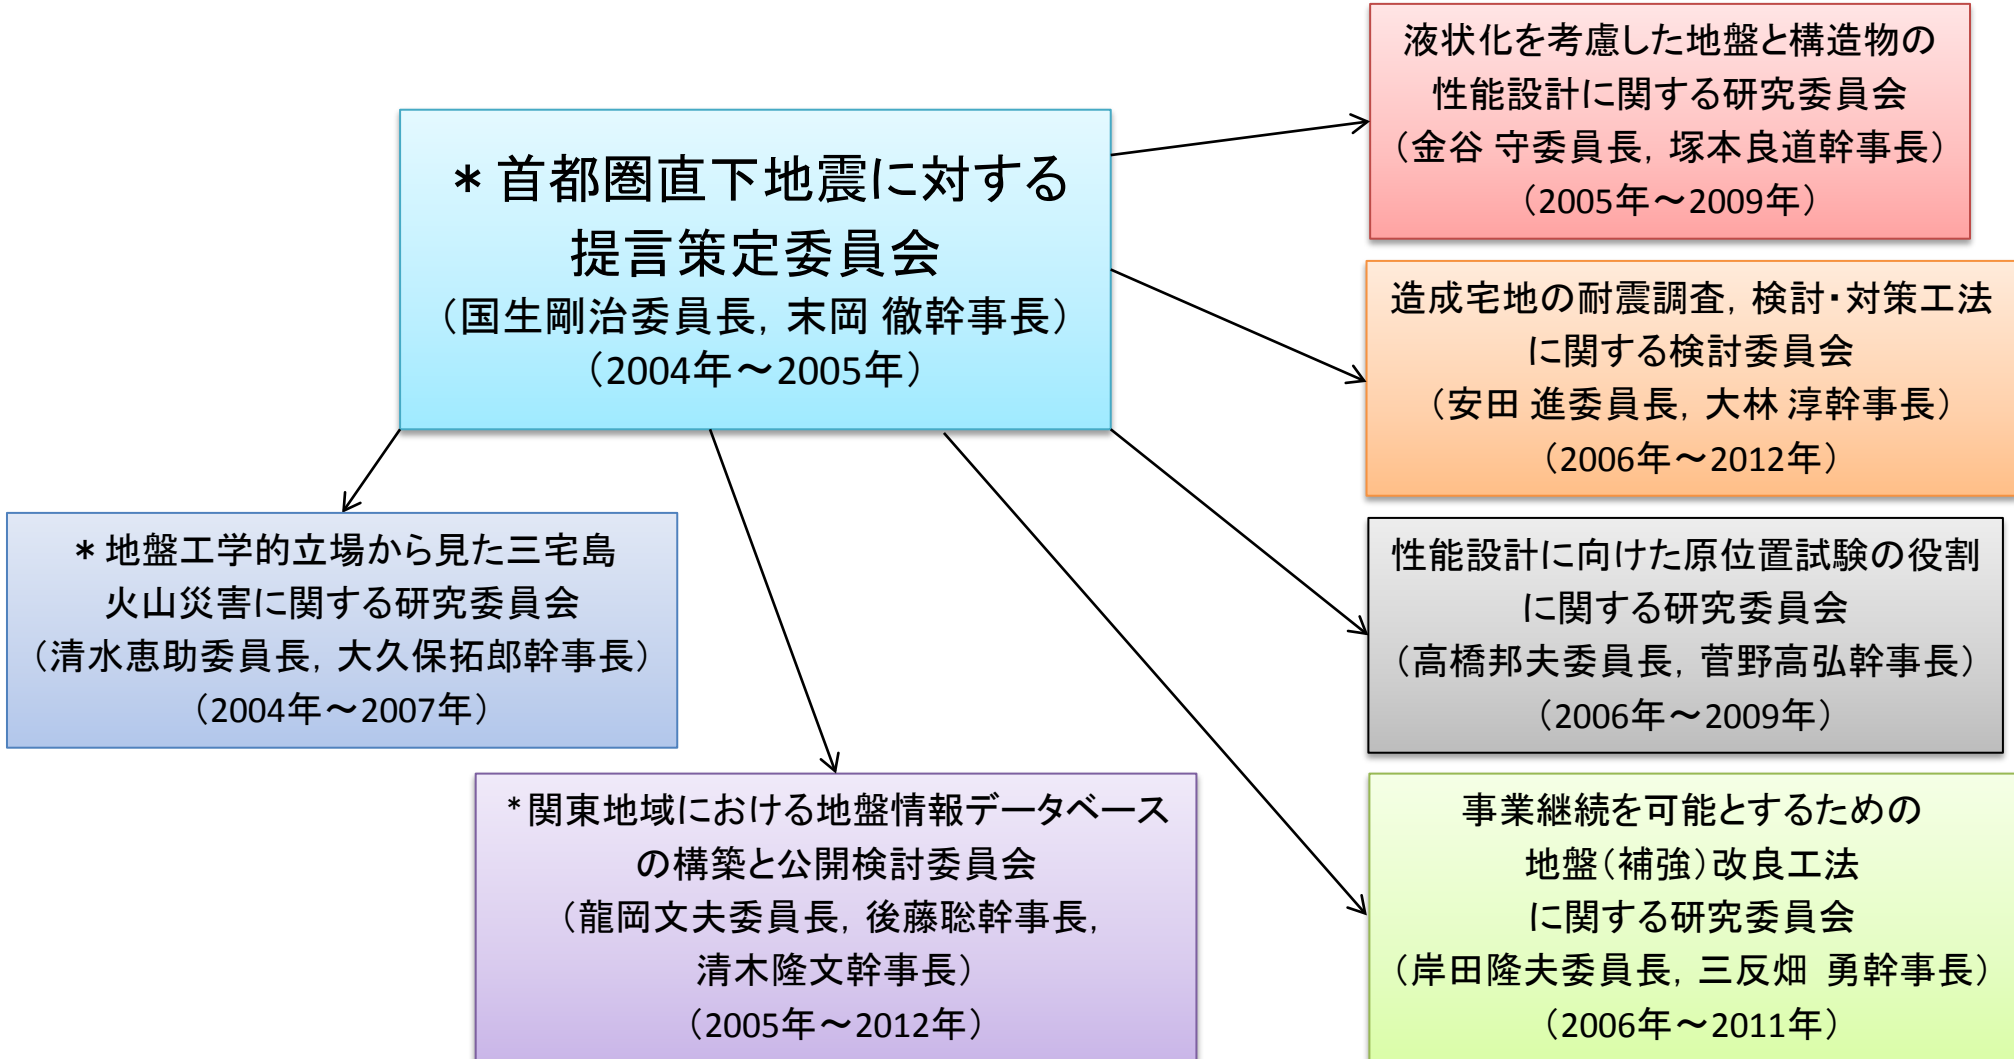 ＊首都圏直下地震に対する
提言策定委員会
（国生剛治委員長，末岡 徹幹事長）
（2004年～2005年）
液状化を考慮した地盤と構造物の
性能設計に関する研究委員会
（金谷 守委員長，塚本良道幹事長）
（2005年～2009年）
造成宅地の耐震調査，検討・対策工法
に関する検討委員会
（安田 進委員長，大林 淳幹事長）
（2006年～2012年）
＊地盤工学的立場から見た三宅島
火山災害に関する研究委員会
（清水恵助委員長，大久保拓郎幹事長）
（2004年～2007年）
性能設計に向けた原位置試験の役割
に関する研究委員会
（高橋邦夫委員長，菅野高弘幹事長）
（2006年～2009年）
*関東地域における地盤情報データベース
の構築と公開検討委員会
（龍岡文夫委員長，後藤聡幹事長，
清木隆文幹事長）
（2005年～2012年）
事業継続を可能とするための
地盤（補強）改良工法
に関する研究委員会
（岸田隆夫委員長，三反畑 勇幹事長）
（2006年～2011年）